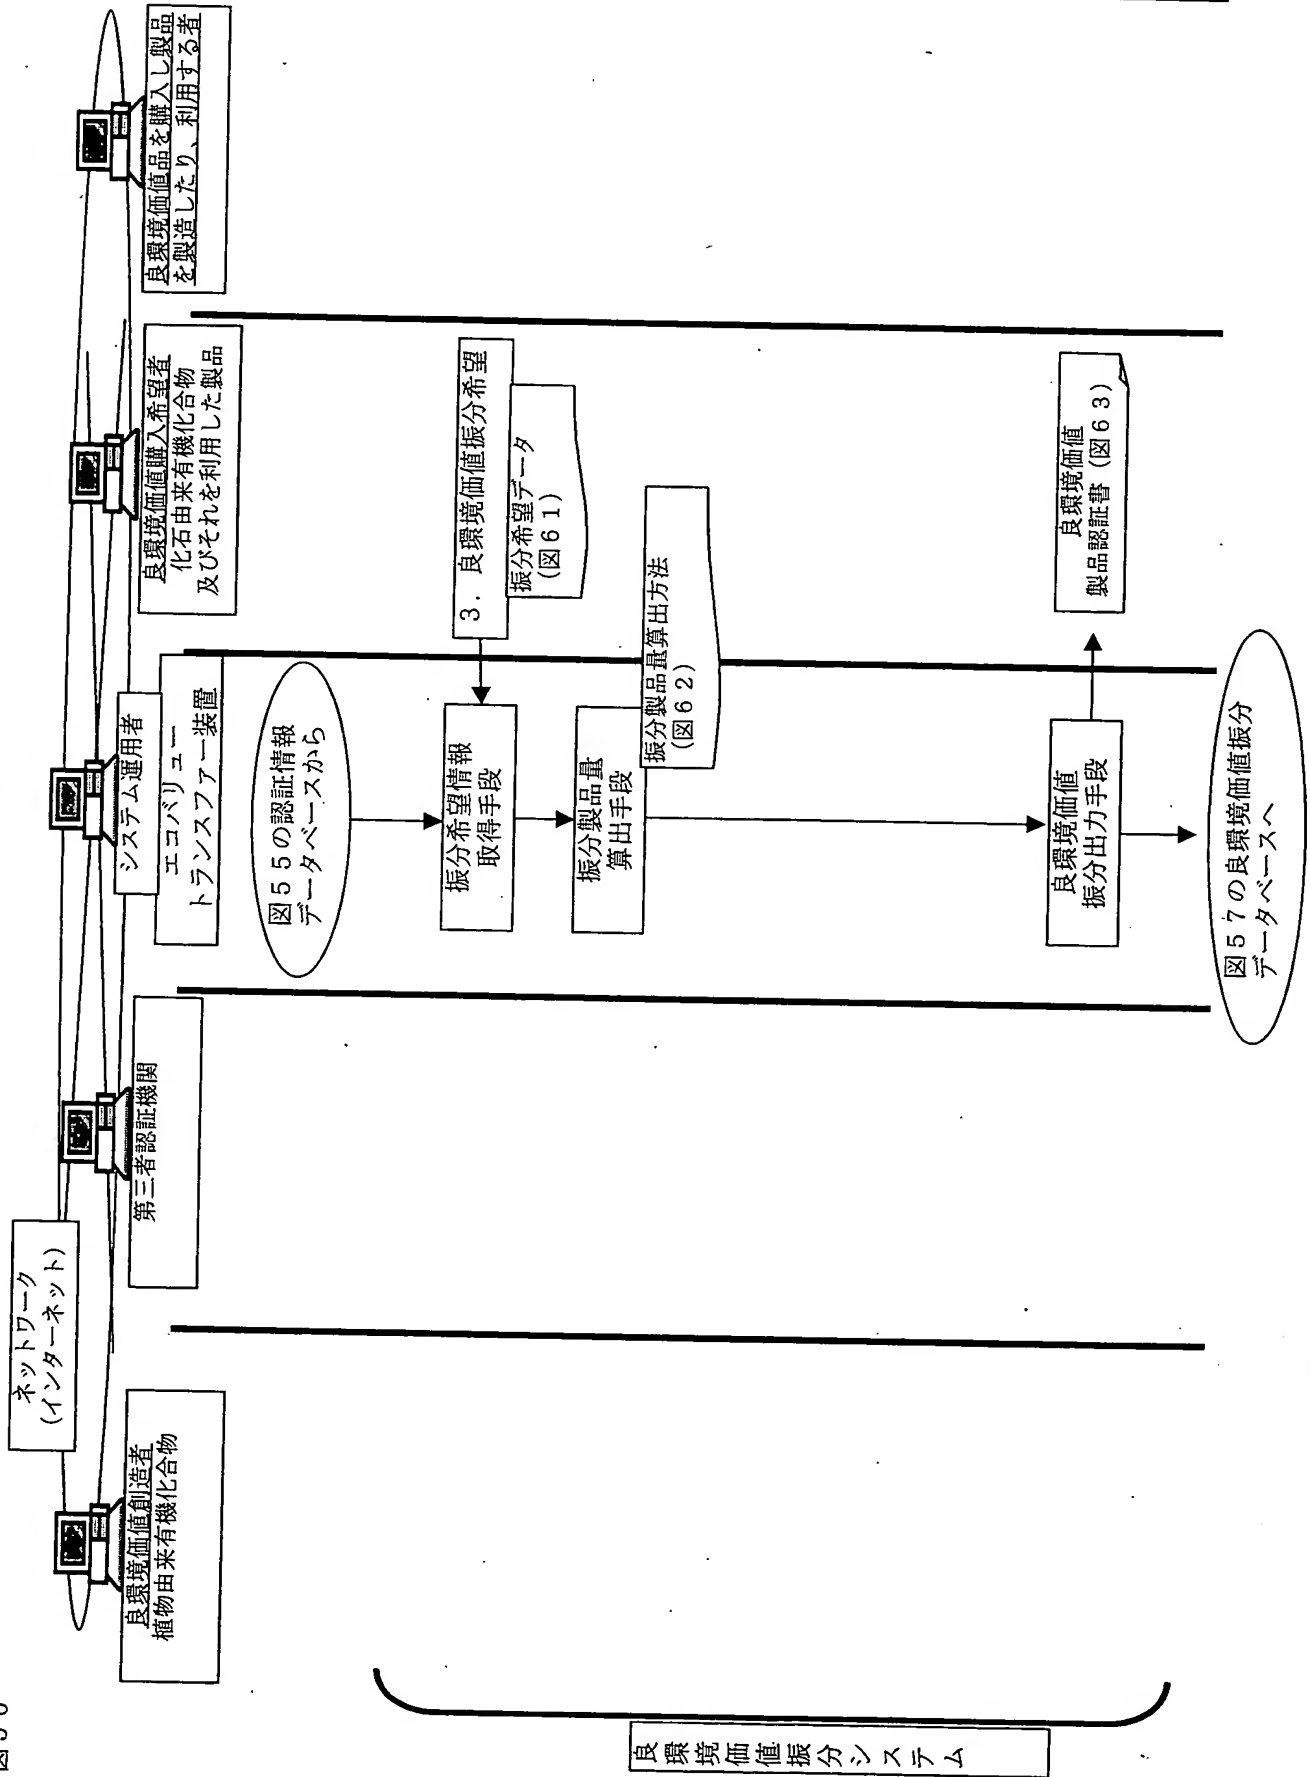 ネットワーク
(インターネット)
良環境価値創造者
植物由来有機化合物
第三者認証機関
システム運用者
エコバリュー
トランスファー装置
良環境価値購入希望者
化石由来有機化合物
及びそれを利用した製品
良環境価値品を購入し製品
を製造したり、利用する者
良環境価値振分システム
図５５の認証情報
データベースから
振分希望情報
取得手段
３．良環境価値振分希望
振分希望データ
(図６１)
振分製品量
算出手段
振分製品量算出方法
(図６２)
良環境価値
振分出力手段
良環境価値
製品認証書 (図６３)
図５７の良環境価値振分
データベースへ